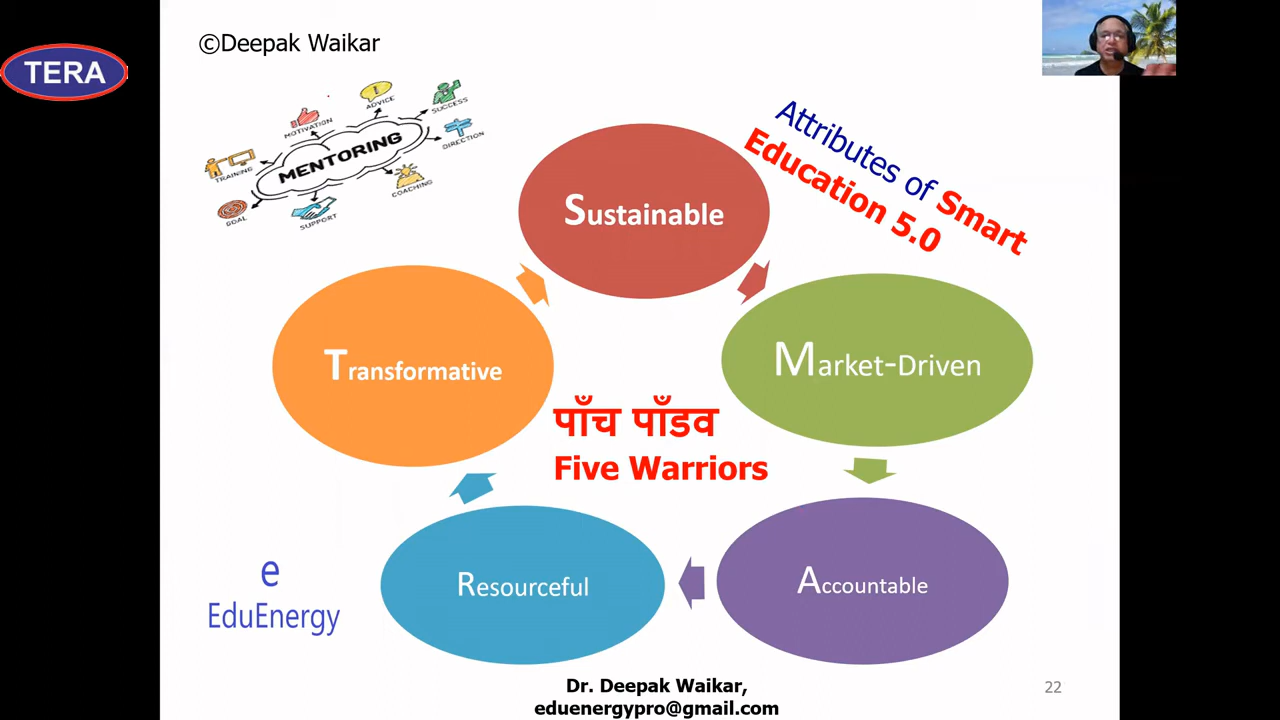 ©Deepak Waikar
TERA
ADVICE
SUCCESS
MOTIVATION
DIRECTION
MENTORING
TRAINING
COACHING
GOAL
SUPPORT
Attributes of Smart
Education 5.0
Sustainable
Transformative
Market-Driven
पाँच पाँडव
Five Warriors
Resourceful
Accountable
e
EduEnergy
Dr. Deepak Waikar,
eduenergypro@gmail.com
22